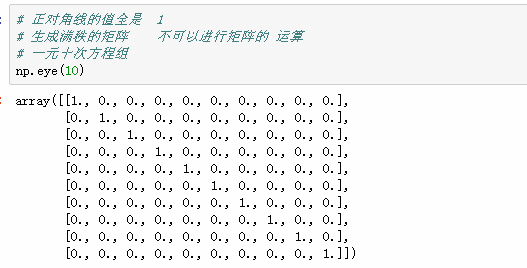 # 正对角线的值全是 1
# 生成满秩的矩阵 不可以进行矩阵的 运算
# 一元十次方程组
np.eye(10)
array([[1., 0., 0., 0., 0., 0., 0., 0., 0., 0.],
[0., 1., 0., 0., 0., 0., 0., 0., 0., 0.],
[0., 0., 1., 0., 0., 0., 0., 0., 0., 0.],
[0., 0., 0., 1., 0., 0., 0., 0., 0., 0.],
[0., 0., 0., 0., 1., 0., 0., 0., 0., 0.],
[0., 0., 0., 0., 0., 1., 0., 0., 0., 0.],
[0., 0., 0., 0., 0., 0., 1., 0., 0., 0.],
[0., 0., 0., 0., 0., 0., 0., 1., 0., 0.],
[0., 0., 0., 0., 0., 0., 0., 0., 1., 0.],
[0., 0., 0., 0., 0., 0., 0., 0., 0., 1.]])